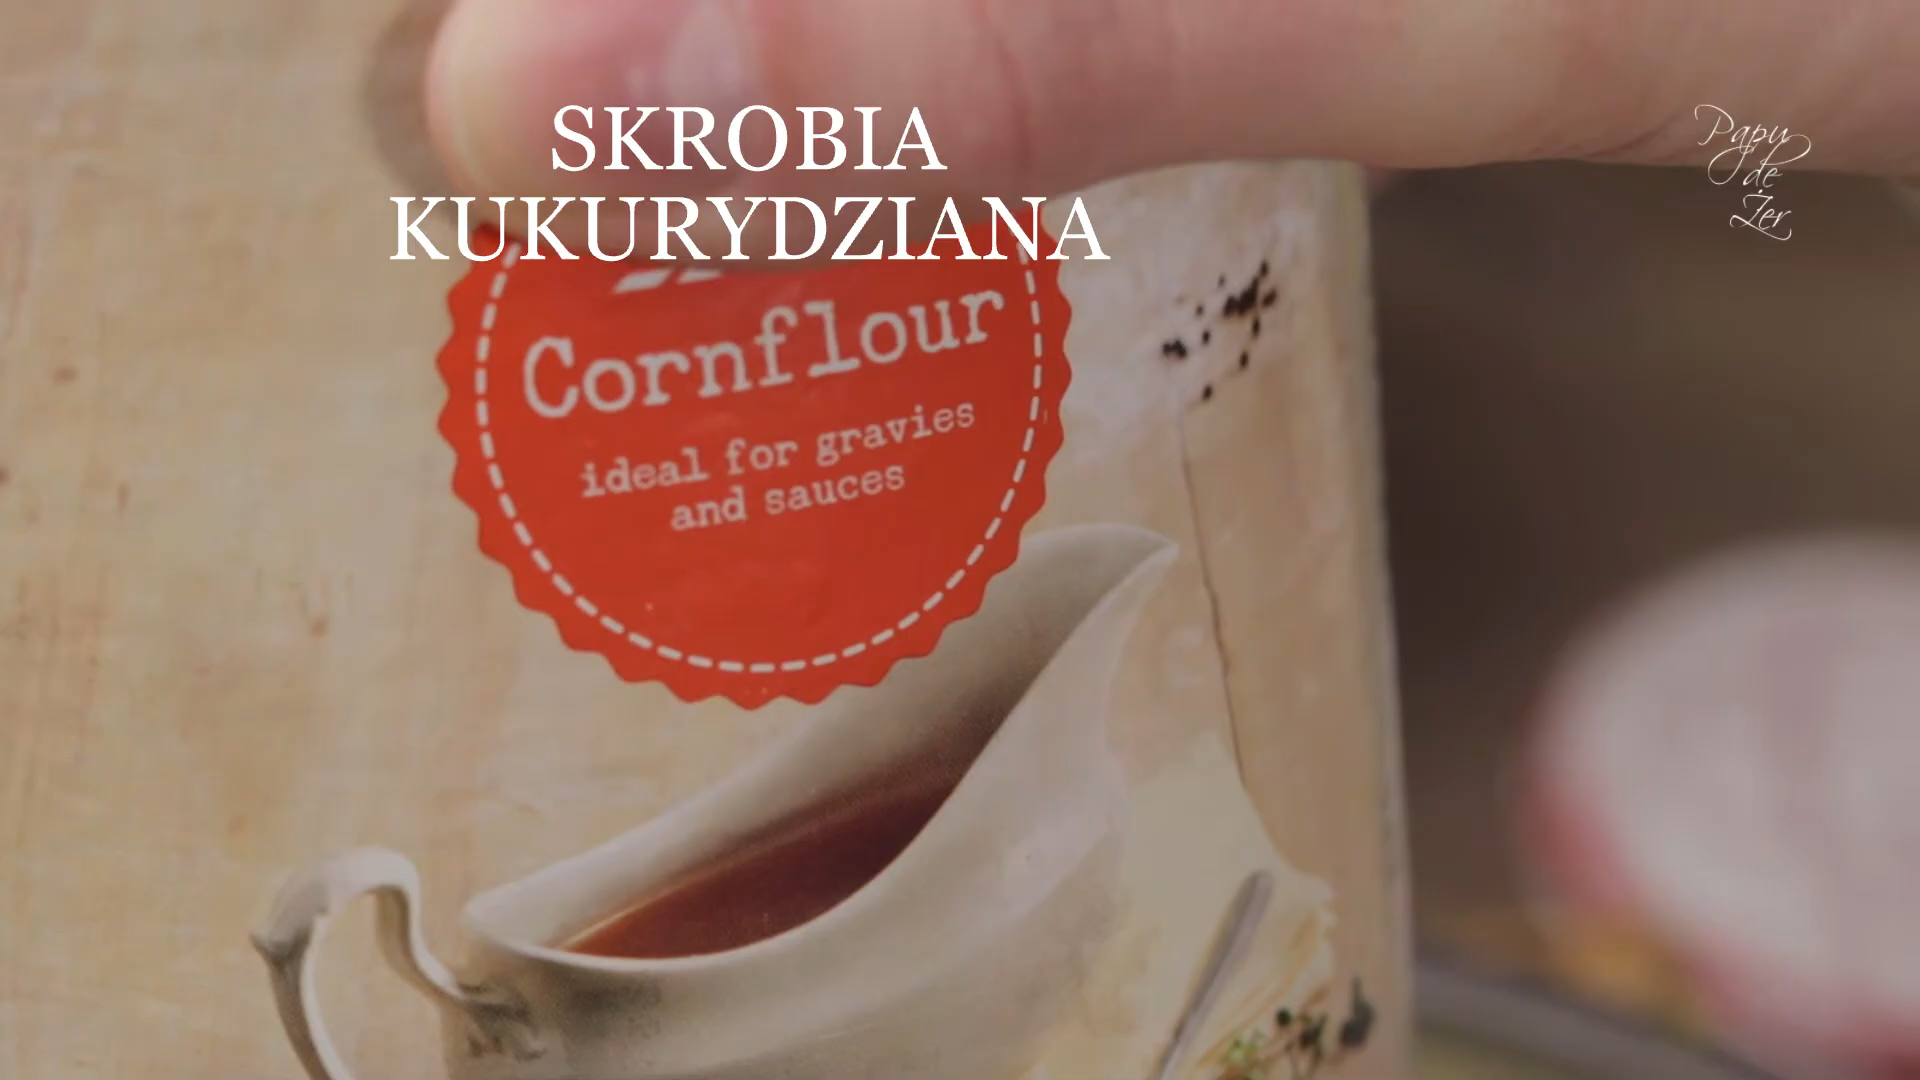 SKROBIA
KUKURYDZIANA
Papu
de
Żer
Cornflour
ideal for gravies
and sauces